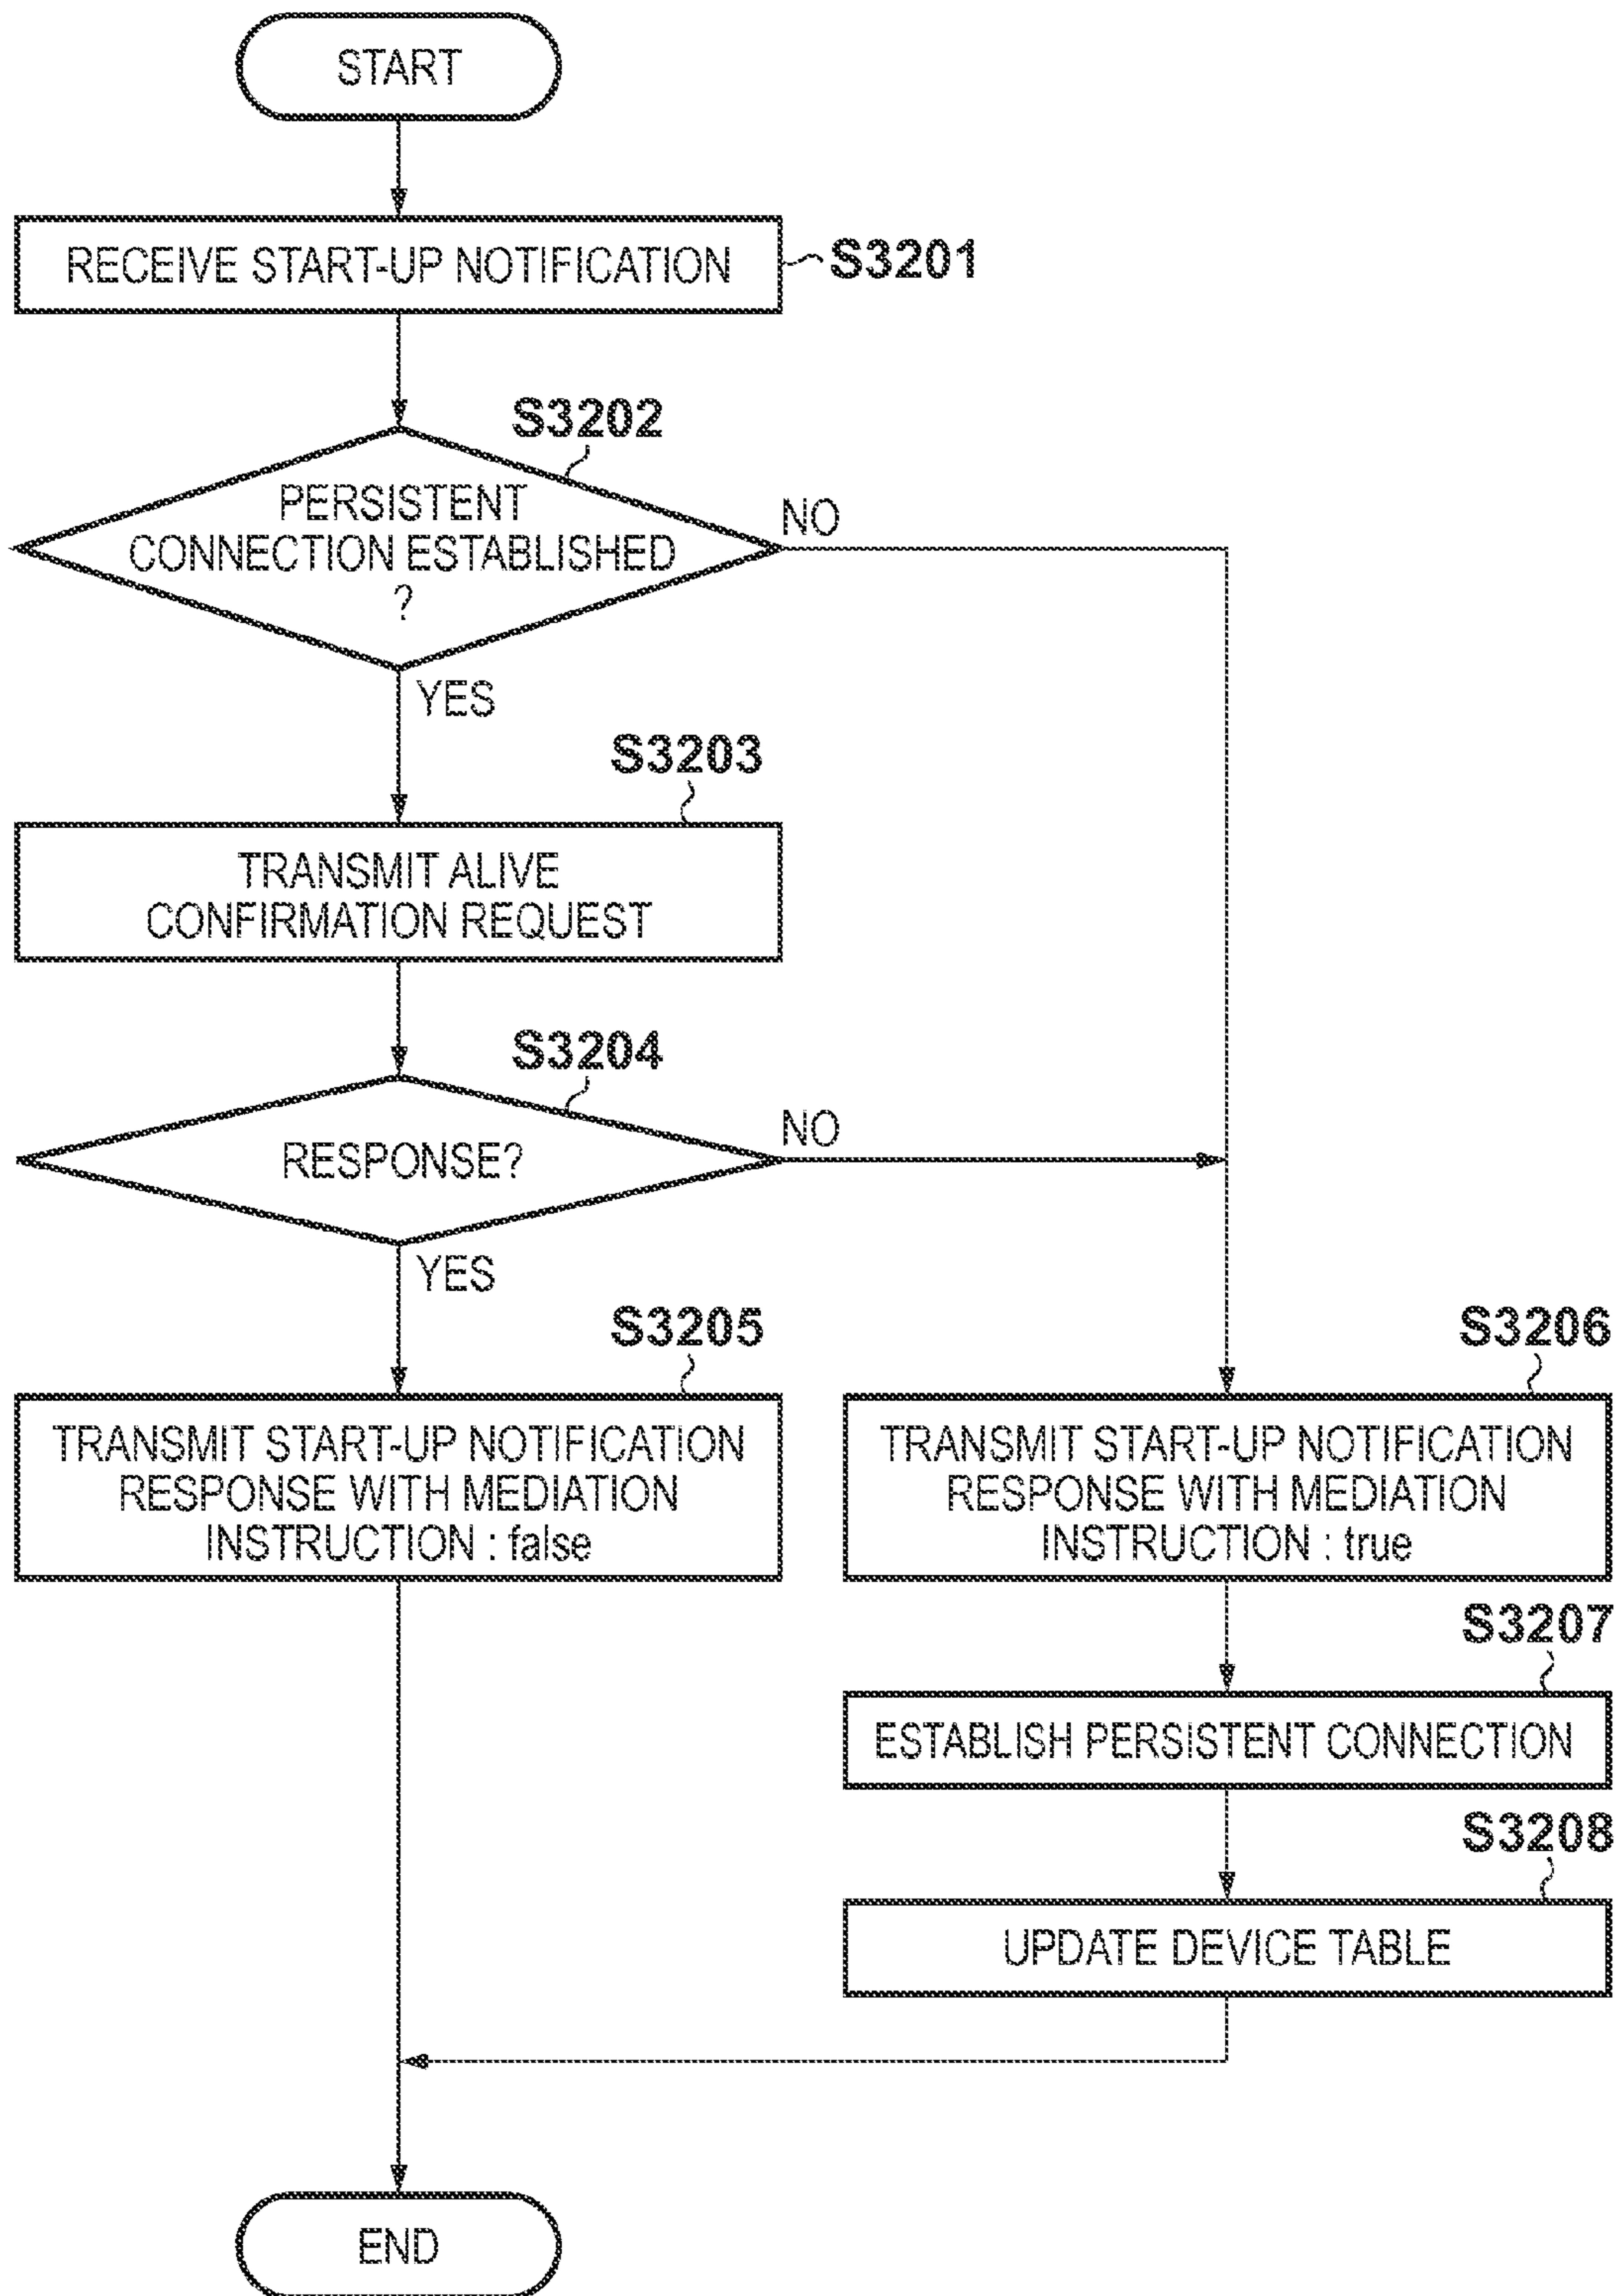 START
RECEIVE START-UP NOTIFICATION
S3201
S3202
PERSISTENT
CONNECTION ESTABLISHED
?
NO
YES
S3203
TRANSMIT ALIVE
CONFIRMATION REQUEST
S3204
RESPONSE?
NO
YES
S3205
TRANSMIT START-UP NOTIFICATION
RESPONSE WITH MEDIATION
INSTRUCTION : false
S3206
TRANSMIT START-UP NOTIFICATION
RESPONSE WITH MEDIATION
INSTRUCTION : true
S3207
ESTABLISH PERSISTENT CONNECTION
S3208
UPDATE DEVICE TABLE
END